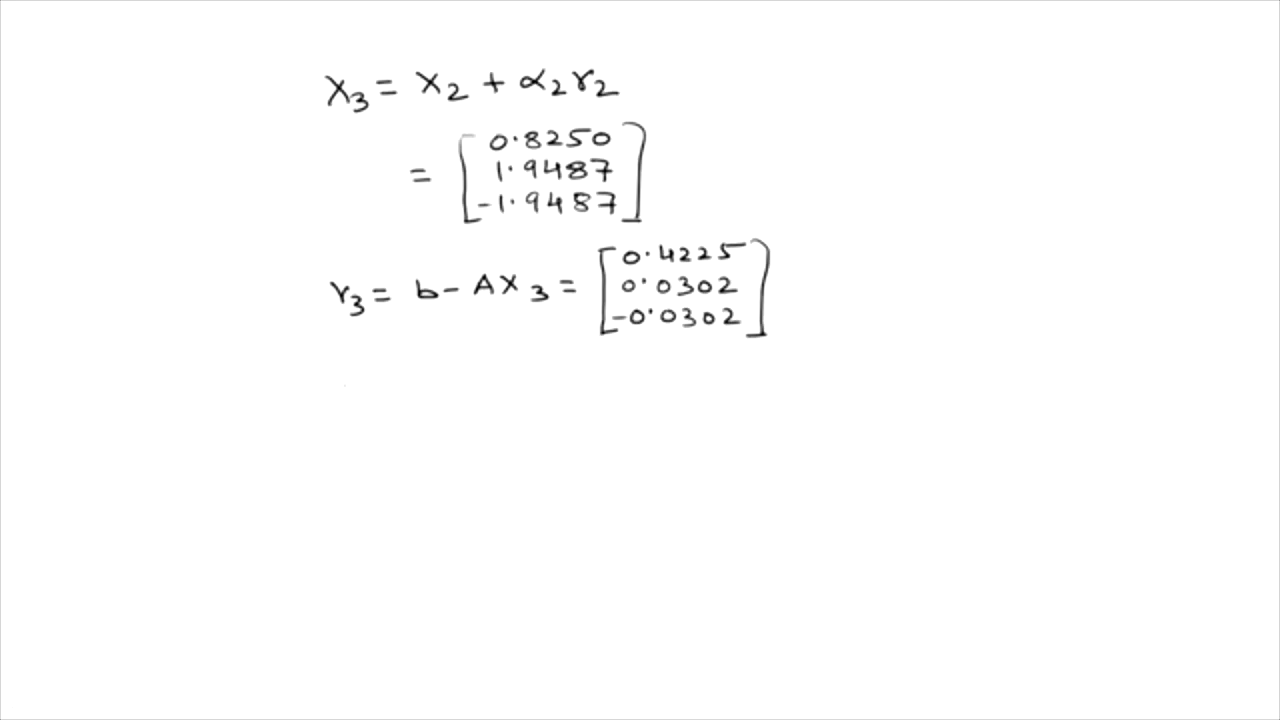 X₃ = X₂ + α₂r₂
= [0.8250
1.9487
-1.9487]
r₃ = b - AX₃ = [0.4225
0.0302
-0.0302]